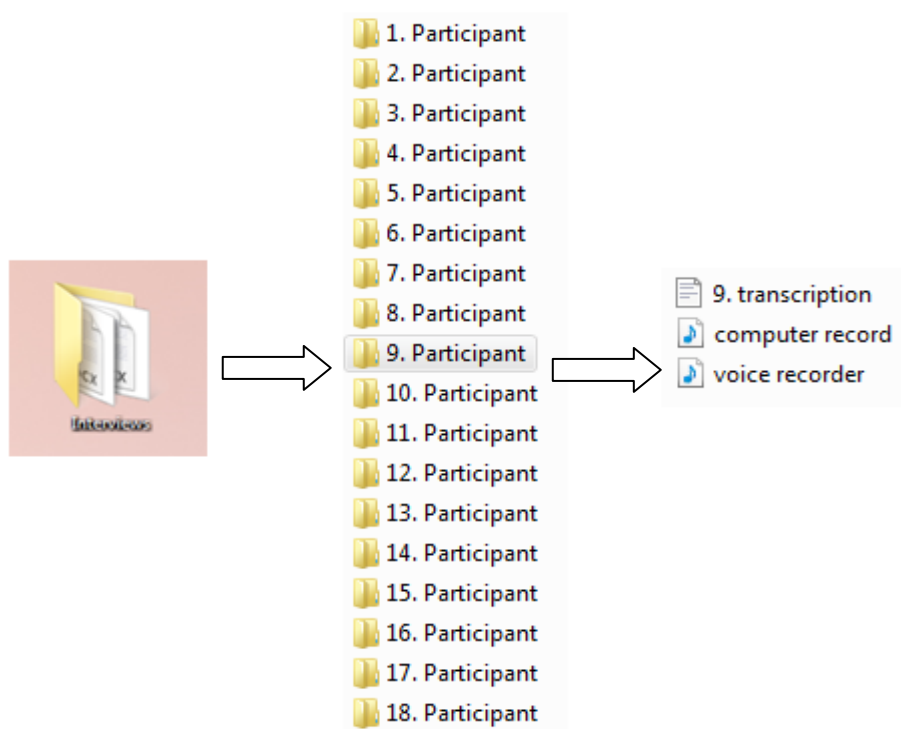 Interviews
1. Participant
2. Participant
3. Participant
4. Participant
5. Participant
6. Participant
7. Participant
8. Participant
9. Participant
10. Participant
11. Participant
12. Participant
13. Participant
14. Participant
15. Participant
16. Participant
17. Participant
18. Participant
9. transcription
computer record
voice recorder